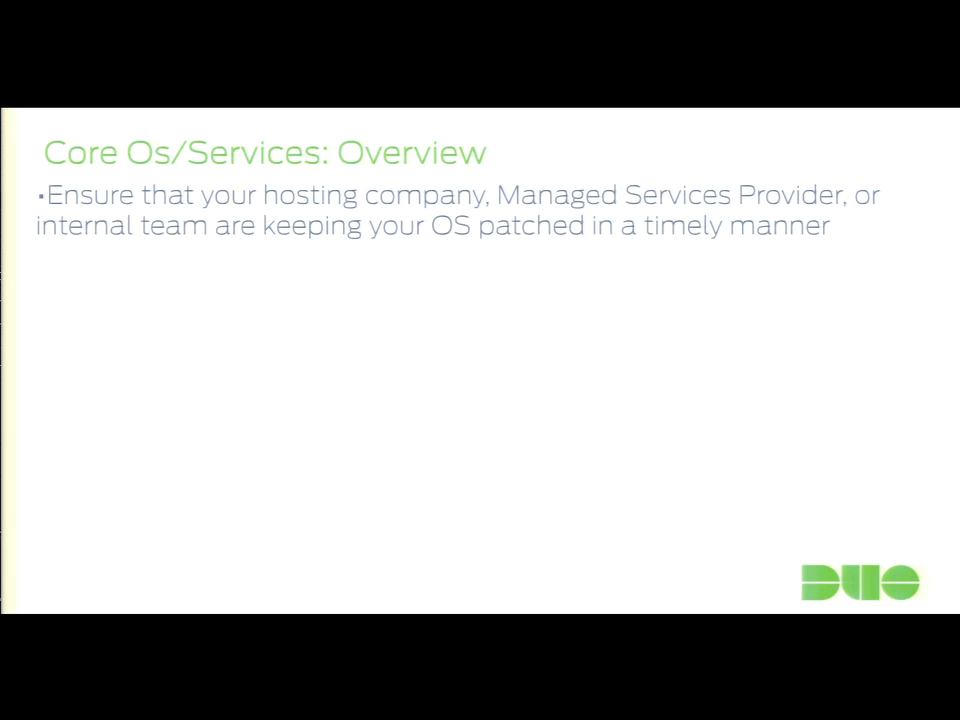 Core Os/Services: Overview
•Ensure that your hosting company, Managed Services Provider, or
internal team are keeping your OS patched in a timely manner
DUO